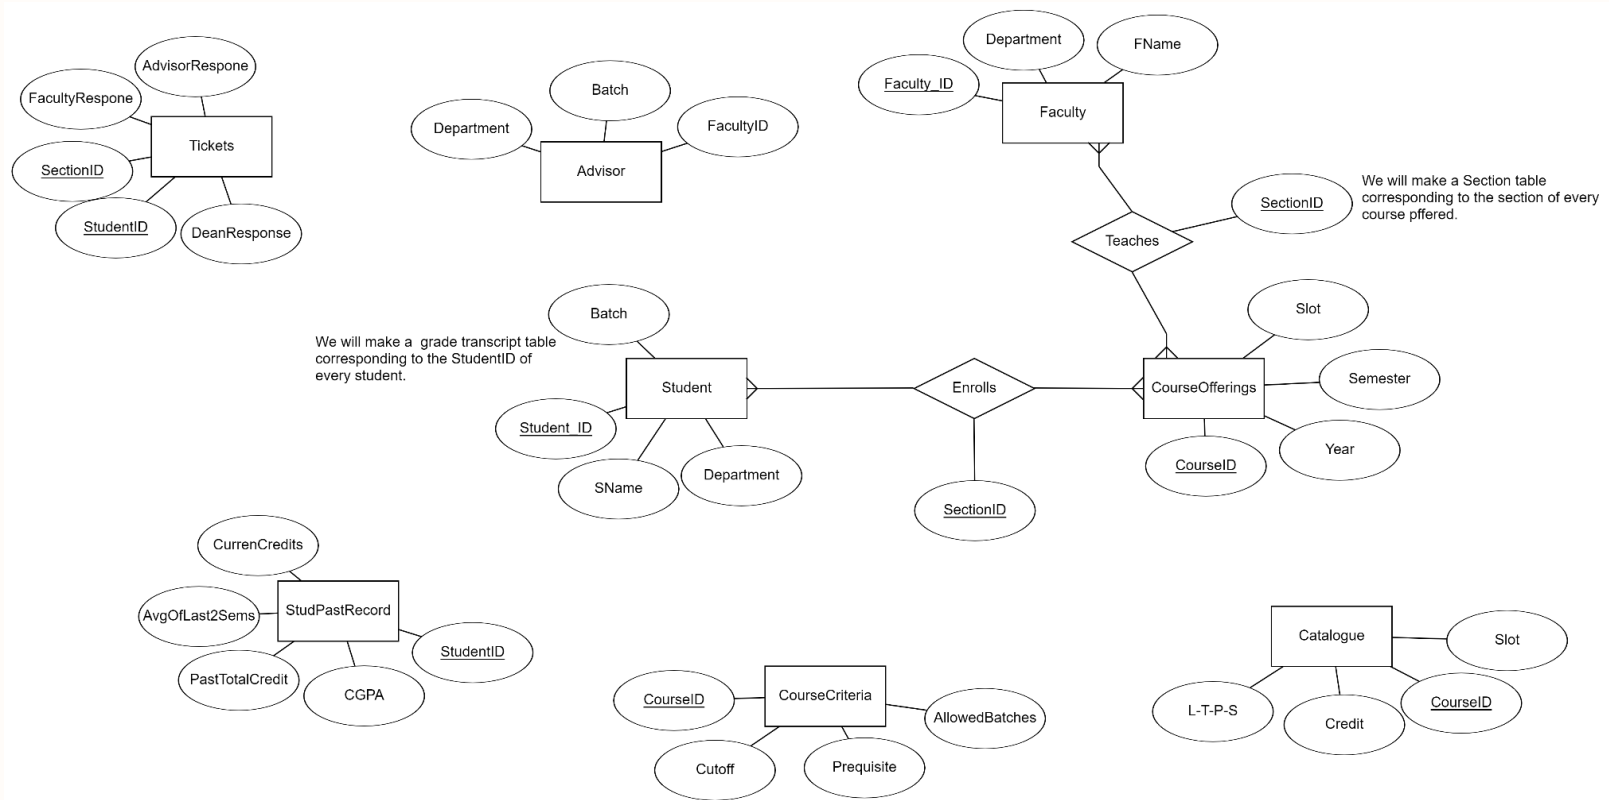 Department
FName
Faculty_ID
Faculty
AdvisorRespone
FacultyRespone
Tickets
SectionID
StudentID
DeanResponse
Batch
Department
FacultyID
Advisor
SectionID
We will make a Section table
corresponding to the section of every
course pffered.
Teaches
Batch
We will make a  grade transcript table
corresponding to the StudentID of
every student.
Student
Student_ID
SName
Department
Enrolls
SectionID
Slot
CourseOfferings
Semester
Year
CourseID
CurrenCredits
StudPastRecord
AvgOfLast2Sems
StudentID
PastTotalCredit
CGPA
CourseCriteria
CourseID
AllowedBatches
Cutoff
Prequisite
Catalogue
Slot
L-T-P-S
Credit
CourseID